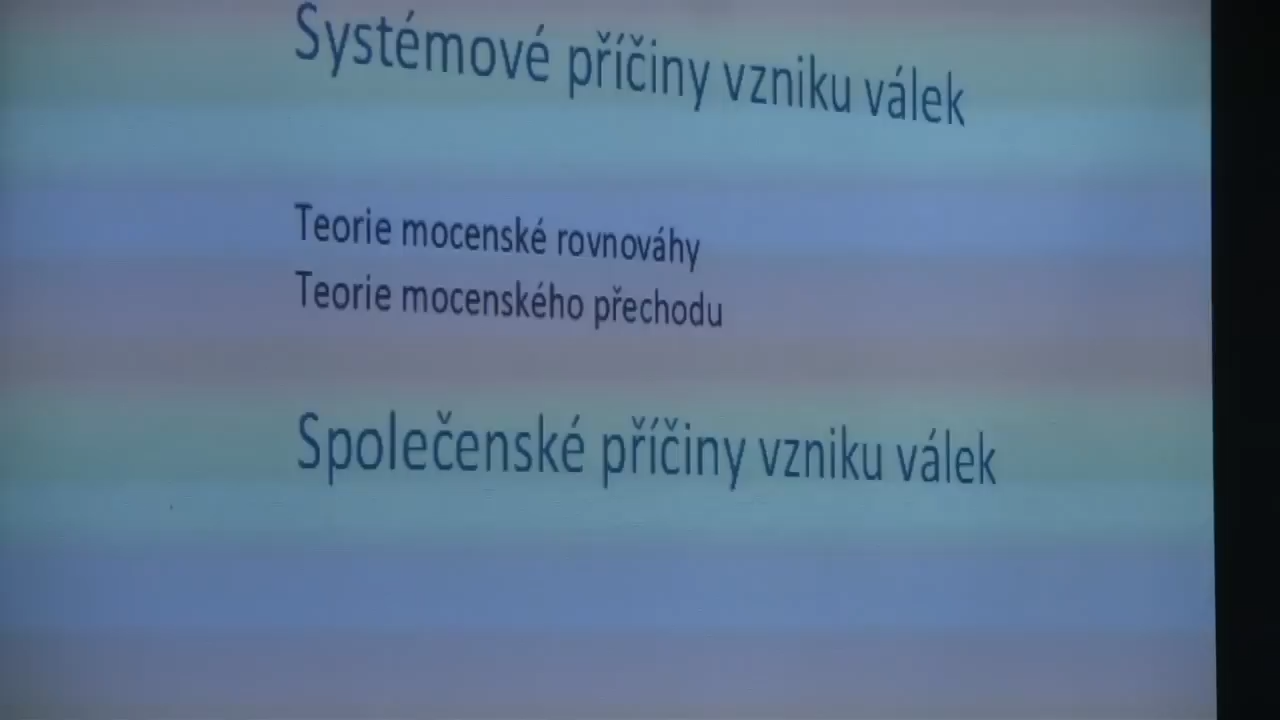 Systémové příčiny vzniku válek
Teorie mocenské rovnováhy
Teorie mocenského přechodu
Společenské příčiny vzniku válek